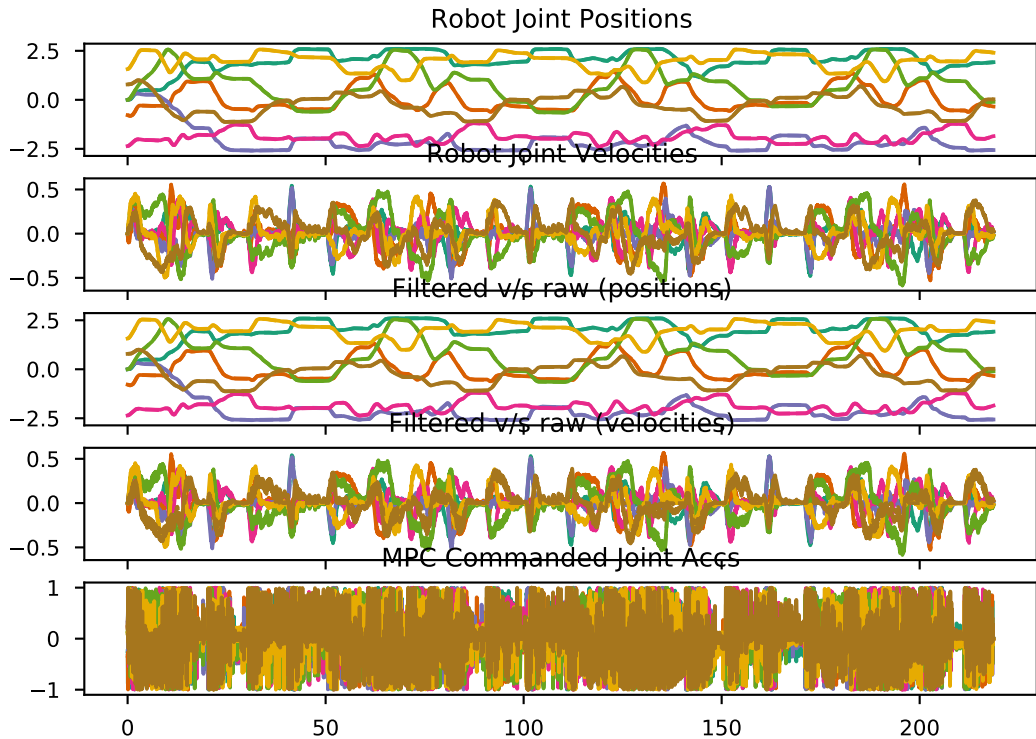 Robot Joint Positions
2.5
0.0
−2.5
Robot Joint Velocities
0.5
0.0
−0.5
Filtered v/s raw (positions)
2.5
0.0
−2.5
Filtered v/s raw (velocities)
0.5
0.0
−0.5
MPC Commanded Joint Accs
1
0
−1
0 50 100 150 200